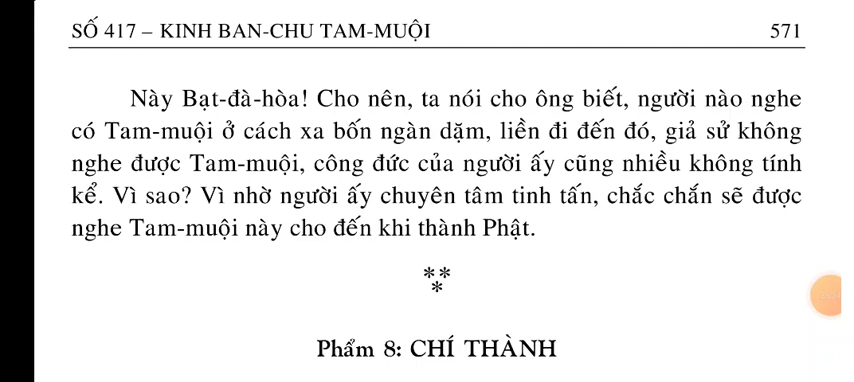 SỐ 417 – KINH BAN-CHU TAM-MUỘI 571
Này Bạt-đà-hòa! Cho nên, ta nói cho ông biết, người nào nghe
có Tam-muội ở cách xa bốn ngàn dặm, liền đi đến đó, giả sử không
nghe được Tam-muội, công đức của người ấy cũng nhiều không tính
kể. Vì sao? Vì nhờ người ấy chuyên tâm tinh tấn, chắc chắn sẽ được
nghe Tam-muội này cho đến khi thành Phật.
**
*
Phẩm 8: CHÍ THÀNH